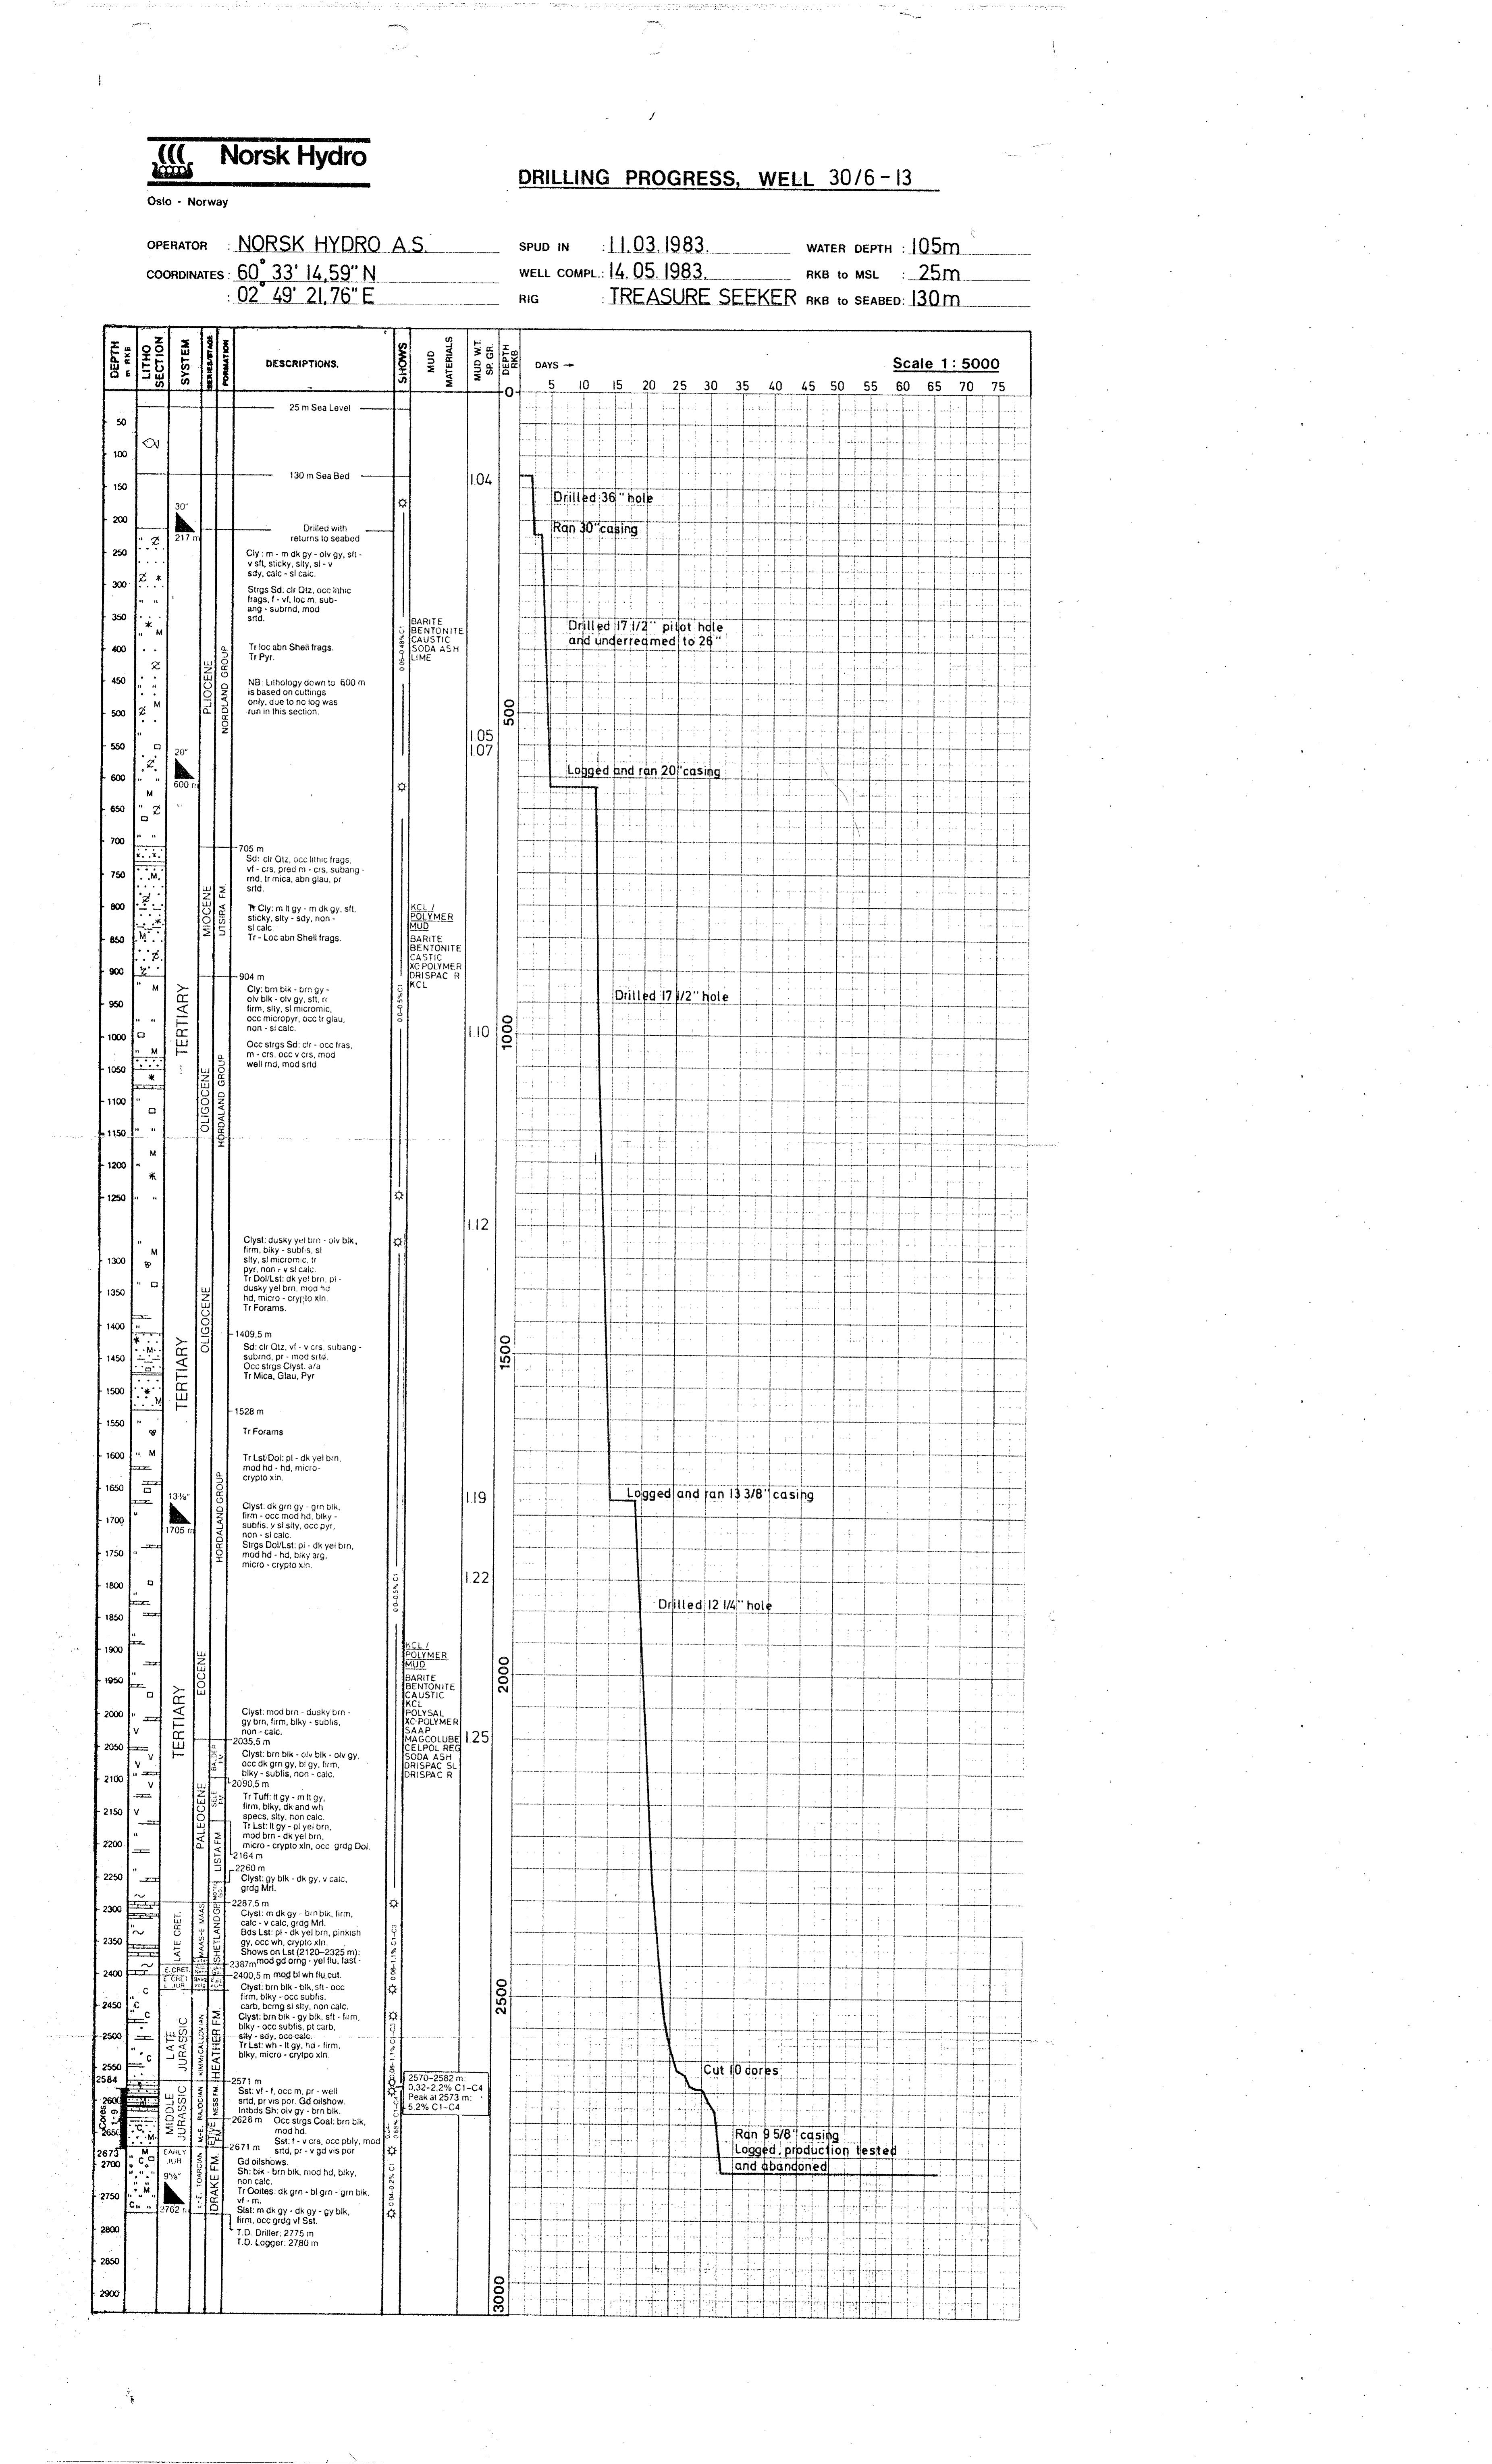 Norsk Hydro
Oslo - Norway
DRILLING PROGRESS, WELL 30/6-13
OPERATOR : NORSK HYDRO A.S.
COORDINATES : 60° 33' 14,59" N
: 02° 49' 21,76" E
SPUD IN : 11.03.1983.
WELL COMPL.: 14.05.1983.
RIG : TREASURE SEEKER
WATER DEPTH : 105m
RKB to MSL : 25m
RKB to SEABED: 130m
DEPTH m RKB
LITHO SECTION
SYSTEM
SERIES/STAGE
FORMATION
DESCRIPTIONS.
SHOWS
MUD MATERIALS
MUD W.T. SP. GR.
DEPTH RKB
DAYS →
Scale 1: 5000
5 10 15 20 25 30 35 40 45 50 55 60 65 70 75
0
500
1000
1500
2000
2500
3000
50
100
150
200
250
300
350
400
450
500
550
600
650
700
750
800
850
900
950
1000
1050
1100
1150
1200
1250
1300
1350
1400
1450
1500
1550
1600
1650
1700
1750
1800
1850
1900
1950
2000
2050
2100
2150
2200
2250
2300
2350
2400
2450
2500
2550
2584
2600
2650
2673
2700
2750
2800
2850
2900
30"
217 m
20"
600 m
13⅜"
1705 m
9⅝"
2762 m
TERTIARY
TERTIARY
TERTIARY
LATE CRET.
E. CRET.
LATE JURASSIC
MIDDLE JURASSIC
EARLY JUR
PLIOCENE
MIOCENE
OLIGOCENE
OLIGOCENE
EOCENE
PALEOCENE
NORDLAND GROUP
UTSIRA FM.
HORDALAND GROUP
HORDALAND GROUP
LISTA FM
SHETLAND GP.
HEATHER FM.
NESS FM
DRAKE FM.
25 m Sea Level
130 m Sea Bed
Drilled with
returns to seabed
Cly : m - m dk gy - olv gy, sft -
v sft, sticky, slty, sl - v
sdy, calc - sl calc.
Strgs Sd: clr Qtz, occ lithic
frags, f - vf, loc m, sub-
ang - subrnd, mod
srtd.
Tr loc abn Shell frags.
Tr Pyr.
NB: Lithology down to 600 m
is based on cuttings
only, due to no log was
run in this section.
705 m
Sd: clr Qtz, occ lithic frags,
vf - crs, pred m - crs, subang -
rnd, tr mica, abn glau, pr
srtd.
Cly: m lt gy - m dk gy, sft,
sticky, slty - sdy, non -
sl calc.
Tr - Loc abn Shell frags.
904 m
Cly: brn blk - brn gy -
olv blk - olv gy, sft, rr
firm, slty, sl micromic,
occ micropyr, occ tr glau,
non - sl calc.
Occ strgs Sd: clr - occ fras,
m - crs, occ v crs, mod
well rnd, mod srtd
Clyst: dusky yel brn - olv blk,
firm, blky - subfis, sl
slty, sl micromic, tr
pyr, non - v sl calc.
Tr Dol/Lst: dk yel brn, pl -
dusky yel brn, mod hd
hd, micro - crypto xln.
Tr Forams.
1409,5 m
Sd: clr Qtz, vf - v crs, subang -
subrnd, pr - mod srtd.
Occ strgs Clyst: a/a
Tr Mica, Glau, Pyr
1528 m
Tr Forams
Tr Lst/Dol: pl - dk yel brn,
mod hd - hd, micro-
crypto xln.
Clyst: dk grn gy - grn blk,
firm - occ mod hd, blky -
subfis, v sl slty, occ pyr,
non - sl calc.
Strgs Dol/Lst: pl - dk yel brn,
mod hd - hd, blky arg,
micro - crypto xln.
Clyst: mod brn - dusky brn -
gy brn, firm, blky - subfis,
non - calc.
2035,5 m
Clyst: brn blk - olv blk - olv gy,
occ dk grn gy, bl gy, firm,
blky - subfis, non - calc.
2090,5 m
Tr Tuff: lt gy - m lt gy,
firm, blky, dk and wh
specs, slty, non calc.
Tr Lst: lt gy - pl yel brn,
mod brn - dk yel brn,
micro - crypto xln, occ grdg Dol.
2164 m
2260 m
Clyst: gy blk - dk gy, v calc,
grdg Mrl.
2287,5 m
Clyst: m dk gy - brn blk, firm,
calc - v calc, grdg Mrl.
Bds Lst: pl - dk yel brn, pinkish
gy, occ wh, crypto xln.
Shows on Lst (2120–2325 m):
2387m mod gd orng - yel flu, fast -
2400,5 m mod bl wh flu cut.
Clyst: brn blk - blk, sft - occ
firm, blky - occ subfis,
carb, bcmg sl slty, non calc.
Clyst: brn blk - gy blk, sft - firm,
blky - occ subfis, pt carb,
slty - sdy, occ calc.
Tr Lst: wh - lt gy, hd - firm,
blky, micro - crytpo xln.
2571 m
Sst: vf - f, occ m, pr - well
srtd, pr vis por. Gd oilshow.
Intbds Sh: olv gy - brn blk.
2628 m Occ strgs Coal: brn blk,
mod hd.
Sst: f - v crs, occ pbly, mod
2671 m srtd, pr - v gd vis por
Gd oilshows.
Sh: blk - brn blk, mod hd, blky,
non calc.
Tr Ooites: dk grn - bl grn - grn blk,
vf - m.
Slst: m dk gy - dk gy - gy blk,
firm, occ grdg vf Sst.
T.D. Driller: 2775 m
T.D. Logger: 2780 m
0.0-0.5% C1
BARITE
BENTONITE
CAUSTIC
SODA ASH
LIME
KCL /
POLYMER
MUD
BARITE
BENTONITE
CASTIC
XC-POLYMER
DRISPAC R
KCL
KCL /
POLYMER
MUD
BARITE
BENTONITE
CAUSTIC
KCL
POLYSAL
XC-POLYMER
SAAP
MAGCOLUBE
CELPOL REG
SODA ASH
DRISPAC SL
DRISPAC R
2570–2582 m:
0,32–2,2% C1–C4
Peak at 2573 m:
5.2% C1–C4
1.04
1.05
1.07
1.10
1.12
1.19
1.22
1.25
Drilled 36" hole
Ran 30" casing
Drilled 17 1/2" pilot hole
and underreamed to 26"
Logged and ran 20" casing
Drilled 17 1/2" hole
Logged and ran 13 3/8" casing
Drilled 12 1/4" hole
Cut 10 cores
Ran 9 5/8" casing
Logged, production tested
and abandoned